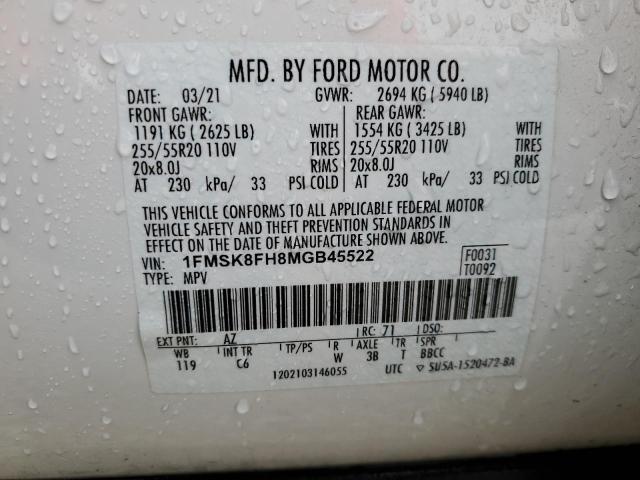 MFD. BY FORD MOTOR CO.
DATE: 03/21 GVWR: 2694 KG ( 5940 LB)
FRONT GAWR: REAR GAWR:
1191 KG ( 2625 LB) WITH 1554 KG ( 3425 LB) WITH
255/55R20 110V TIRES 255/55R20 110V TIRES
20x8.0J RIMS 20x8.0J RIMS
AT 230 kPa/ 33 PSI COLD AT 230 kPa/ 33 PSI COLD
THIS VEHICLE CONFORMS TO ALL APPLICABLE FEDERAL MOTOR
VEHICLE SAFETY AND THEFT PREVENTION STANDARDS IN
EFFECT ON THE DATE OF MANUFACTURE SHOWN ABOVE.
VIN: 1FMSK8FH8MGB45522 F0031
TYPE: MPV T0092
EXT PNT: AZ RC: 71 DSO:
WB INT TR TP/PS R AXLE TR SPR
119 C6 W 3B T BBCC
1202103146055 UTC ▽ SU5A-1520472-BA